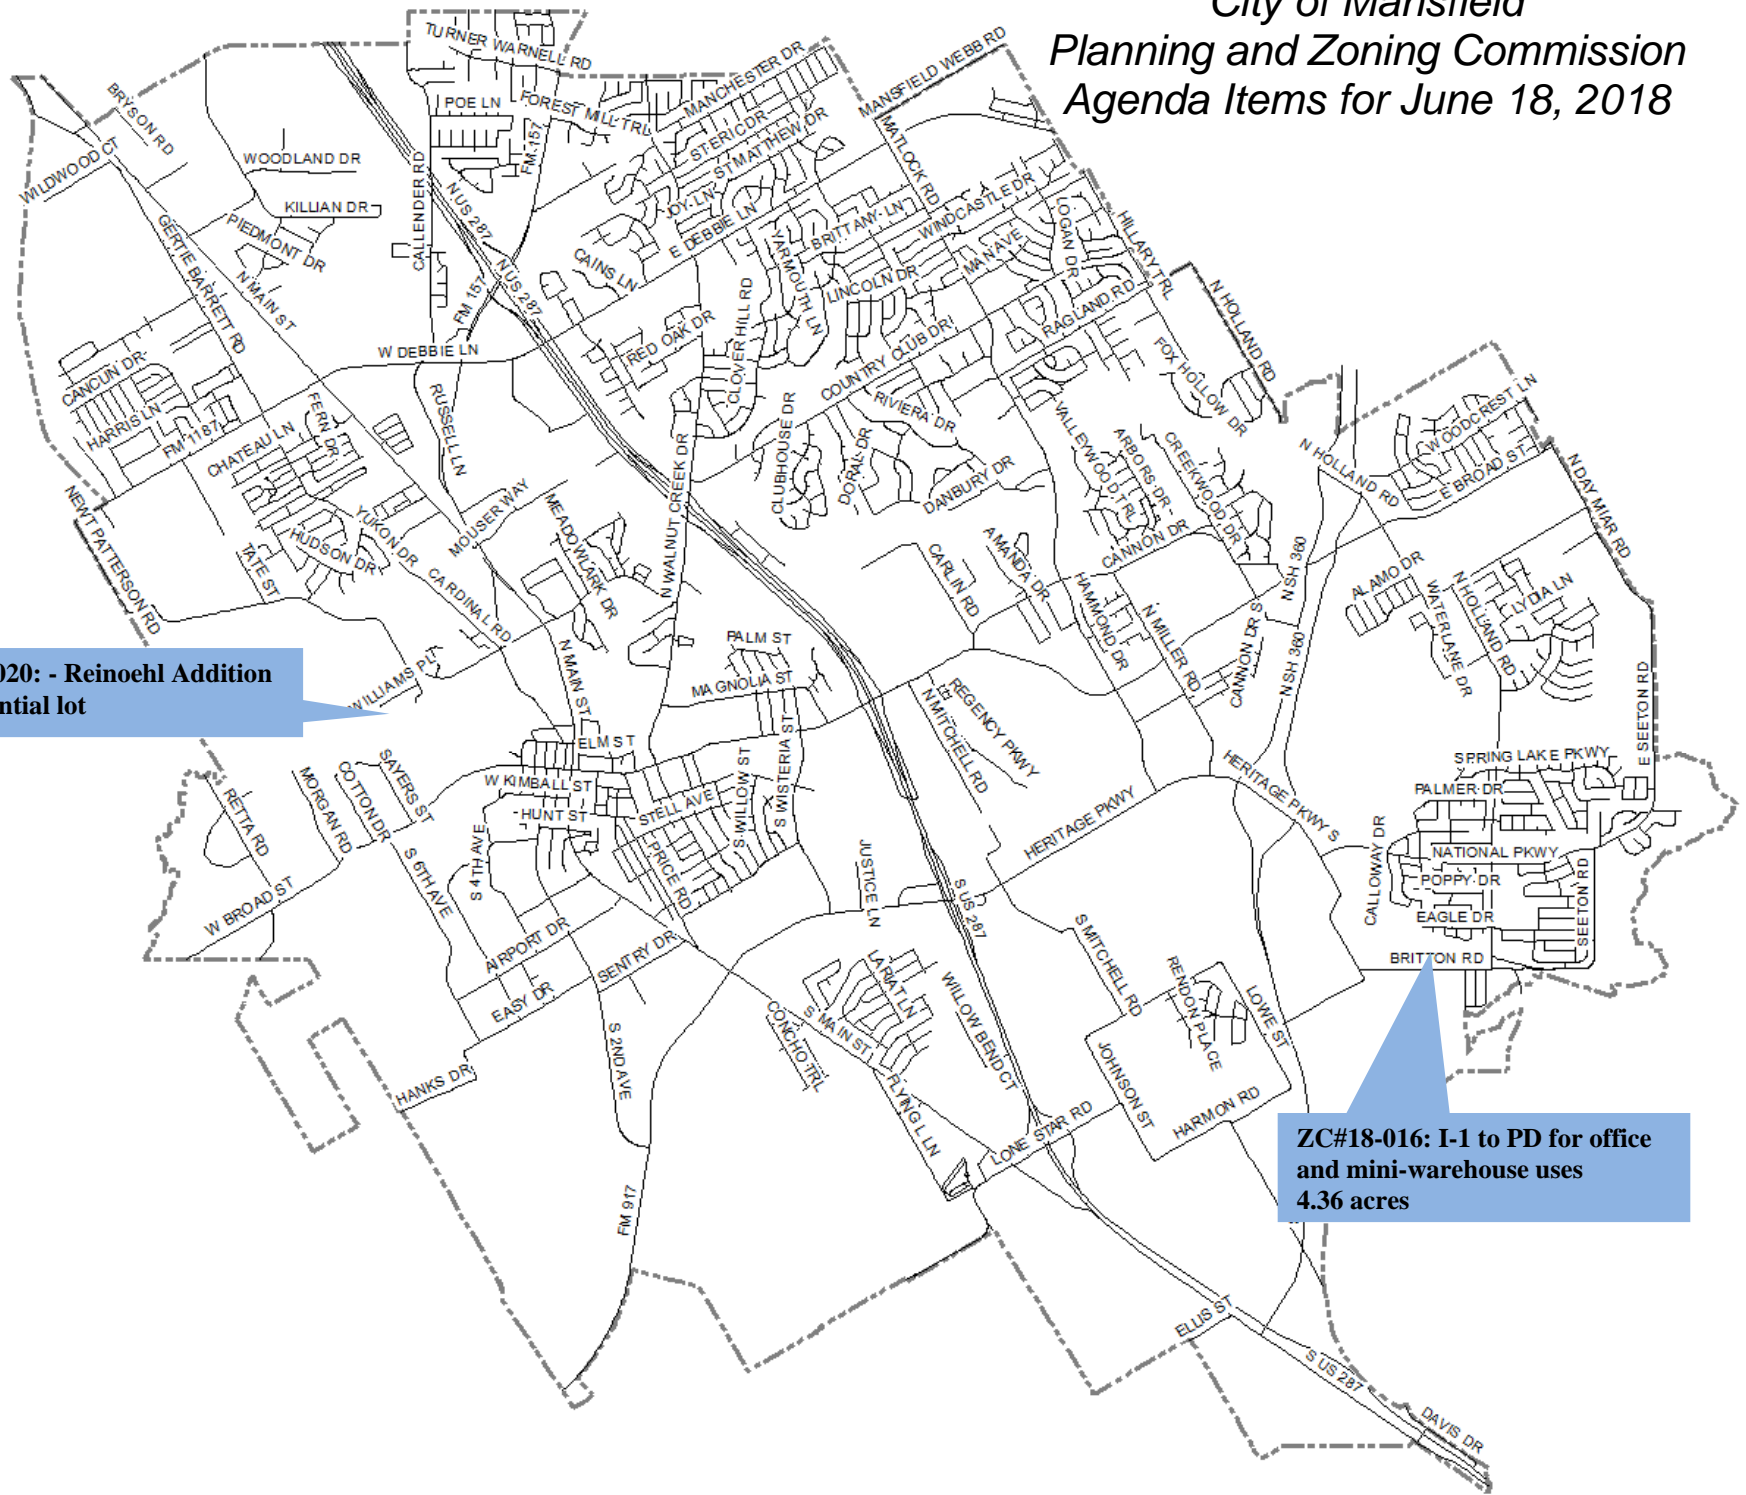 City of Mansfield
Planning and Zoning Commission
Agenda Items for June 18, 2018
TURNER WARNELL RD
MANCHESTER DR
MANSFIELD WEBB RD
BRYSON RD
POE LN
FOREST MILL TRL
FM 157
ST ERIC DR
ST MATTHEW DR
MATLOCK RD
WILDWOOD CT
WOODLAND DR
CALLENDER RD
N US 287
JOY LN
E DEBBIE LN
BRITTANY LN
WINDCASTLE DR
LOGAN DR
HILLARY TRL
KILLIAN DR
PIEDMONT DR
GERTIE BARRETT RD
N MAIN ST
CAINS LN
YARMOUTH LN
LINCOLN DR
MAN AVE
N HOLLAND RD
FM 157
N US 287
CLOVER HILL RD
RAGLAND RD
RED OAK DR
COUNTRY CLUB DR
W DEBBIE LN
CANCUN DR
FOX HOLLOW DR
HARRIS LN
FM 1187
CHATEAU LN
FERN DR
RUSSELL LN
CLUBHOUSE DR
RIVIERA DR
DORAL DR
VALLEYWOOD TRL
ARBORS DR
CREEKWOOD DR
WOODCREST LN
N HOLLAND RD
E BROAD ST
N DAY MIAR RD
NEWT PATTERSON RD
YUKON DR
MOUSER WAY
MEADOWLARK DR
N WALNUT CREEK DR
DANBURY DR
HUDSON DR
TATE ST
CARDINAL RD
CARLIN RD
AMANDA DR
CANNON DR
HAMMOND DR
N MILLER RD
N SH 360
ALAMO DR
WATERLANE DR
N HOLLAND RD
LYDIA LN
PALM ST
MAGNOLIA ST
N MAIN ST
WILLIAMS PL
020: - Reinoehl Addition
ntial lot
N MITCHELL RD
REGENCY PKWY
CANNON DR S
N SH 360
E SEETON RD
ELM ST
W KIMBALL ST
HUNT ST
STELL AVE
S WILLOW ST
S WISTERIA ST
SAYERS ST
COTTON DR
MORGAN RD
RETTA RD
HERITAGE PKWY
HERITAGE PKWY S
SPRING LAKE PKWY
PALMER DR
CALLOWAY DR
NATIONAL PKWY
POPPY DR
EAGLE DR
SEETON RD
BRITTON RD
S 6TH AVE
S 4TH AVE
PRICE RD
JUSTICE LN
S US 287
W BROAD ST
AIRPORT DR
SENTRY DR
EASY DR
S 2ND AVE
HANKS DR
LARIAT LN
CONCHO TRL
S MAIN ST
WILLOW BEND CT
S MITCHELL RD
RENDON PLACE
LOWE ST
JOHNSON ST
HARMON RD
FLYING L LN
LONE STAR RD
FM 917
ZC#18-016: I-1 to PD for office
and mini-warehouse uses
4.36 acres
ELLIS ST
S US 287
DAVIS DR